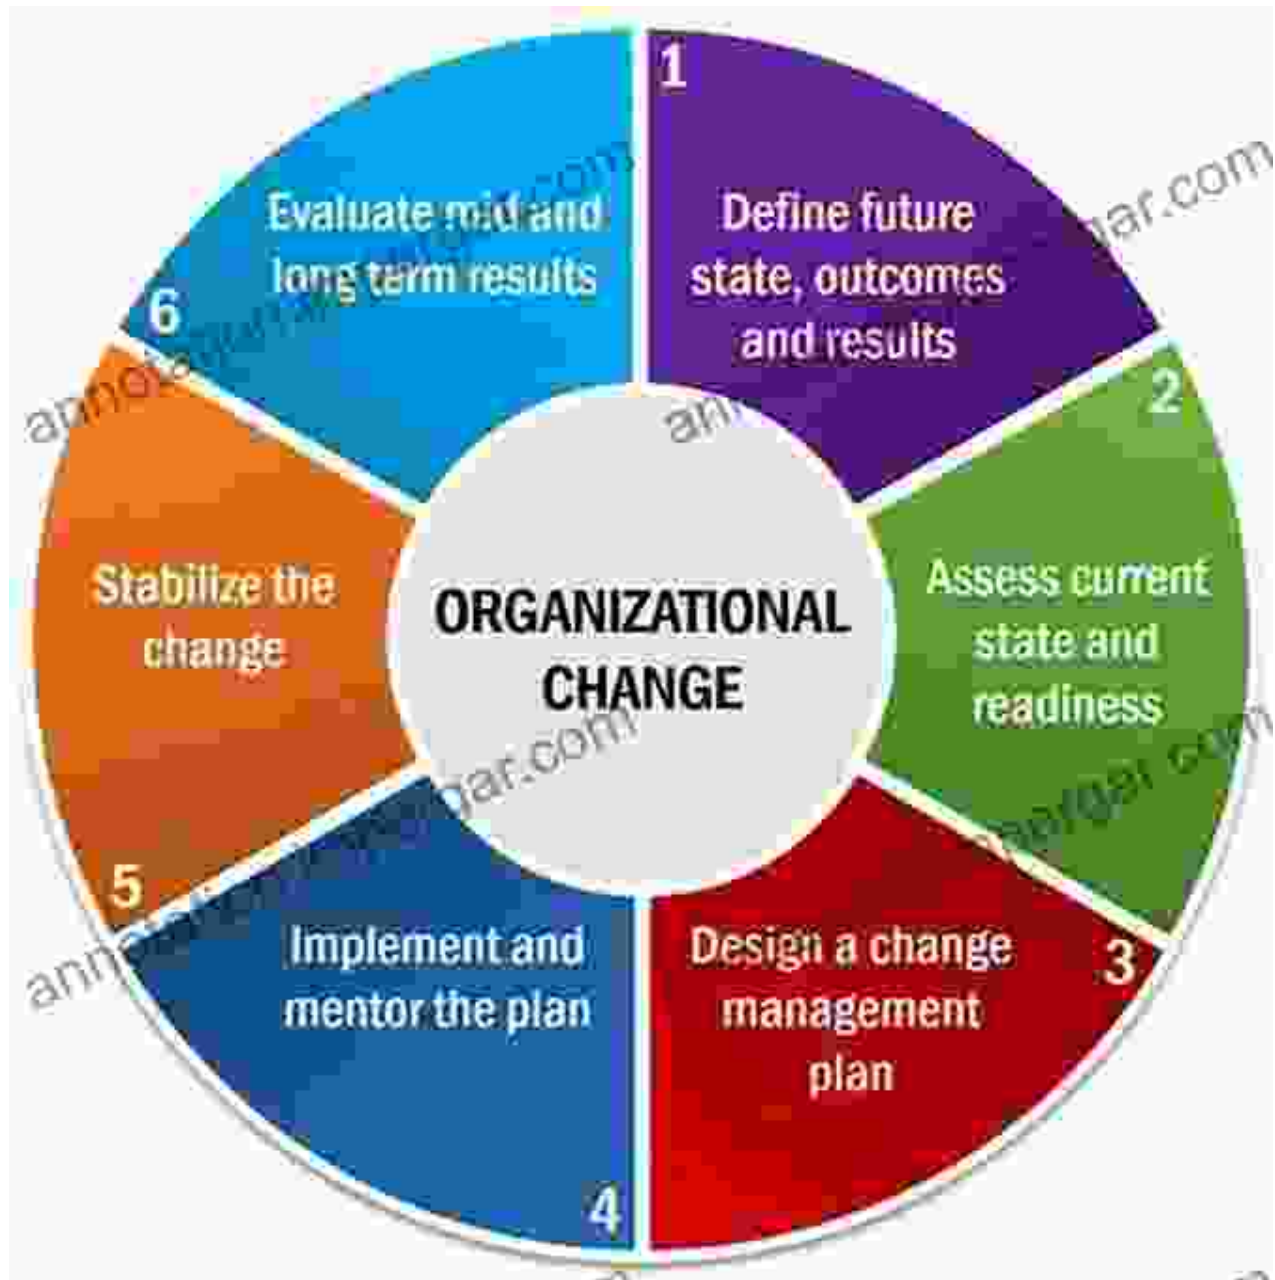 1
Define future
state, outcomes
and results
2
Assess current
state and
readiness
3
Design a change
management
plan
4
Implement and
mentor the plan
5
Stabilize the
change
6
Evaluate mid and
long term results
ORGANIZATIONAL
CHANGE